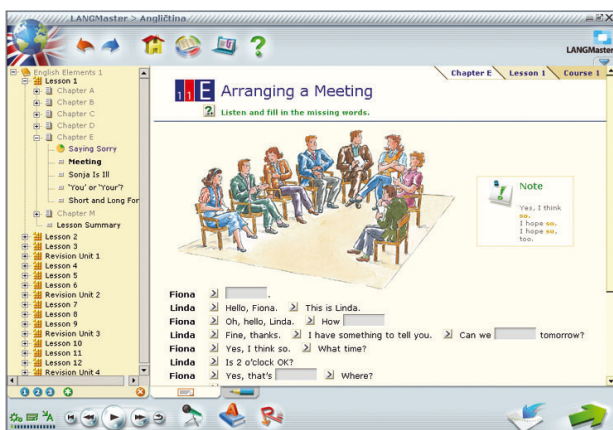 LANGMaster > Angličtina
LANGMaster
English Elements 1
Lesson 1
Chapter A
Chapter B
Chapter C
Chapter D
Chapter E
Saying Sorry
Meeting
Sonja Is Ill
'You' or 'Your'?
Short and Long For
Chapter M
Lesson Summary
Lesson 2
Lesson 3
Revision Unit 1
Lesson 4
Lesson 5
Lesson 6
Revision Unit 2
Lesson 7
Lesson 8
Lesson 9
Revision Unit 3
Lesson 10
Lesson 11
Lesson 12
Revision Unit 4
1 2 3
Chapter E Lesson 1 Course 1
1 1 E Arranging a Meeting
Listen and fill in the missing words.
Note
Yes, I think
so.
I hope so.
I hope so,
too.
Fiona .
Linda Hello, Fiona. This is Linda.
Fiona Oh, hello, Linda. How
Linda Fine, thanks. I have something to tell you. Can we tomorrow?
Fiona Yes, I think so. What time?
Linda Is 2 o'clock OK?
Fiona Yes, that's Where?